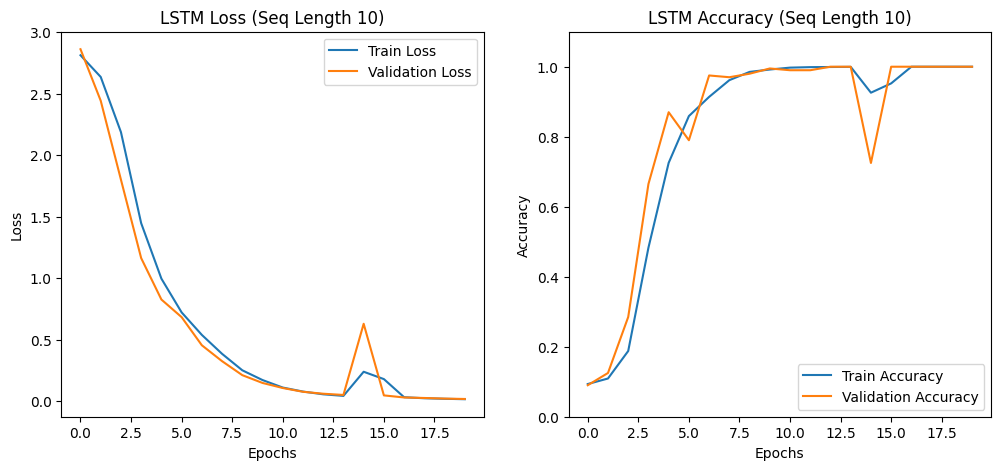 LSTM Loss (Seq Length 10)
3.0
2.5
2.0
1.5
1.0
0.5
0.0
Loss
Train Loss
Validation Loss
0.0 2.5 5.0 7.5 10.0 12.5 15.0 17.5
Epochs
LSTM Accuracy (Seq Length 10)
1.0
0.8
0.6
0.4
0.2
0.0
Accuracy
Train Accuracy
Validation Accuracy
0.0 2.5 5.0 7.5 10.0 12.5 15.0 17.5
Epochs